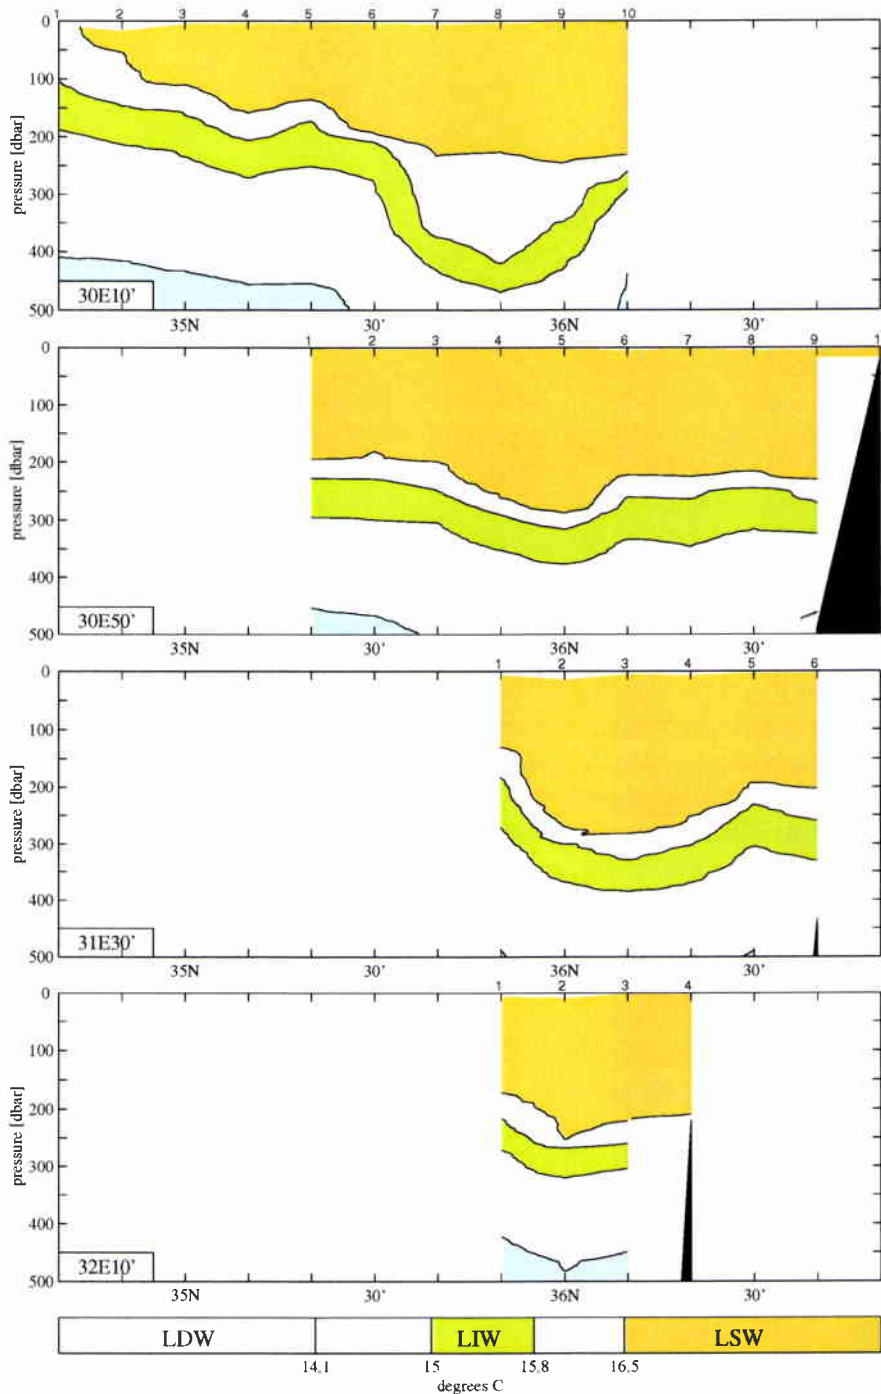 1 2 3 4 5 6 7 8 9 10
0
100
200
300
400
500
pressure [dbar]
30E10'
35N 30' 36N 30'
1 2 3 4 5 6 7 8 9 1
0
100
200
300
400
500
pressure [dbar]
30E50'
35N 30' 36N 30'
1 2 3 4 5 6
0
100
200
300
400
500
pressure [dbar]
31E30'
35N 30' 36N 30'
1 2 3 4
0
100
200
300
400
500
pressure [dbar]
32E10'
35N 30' 36N 30'
LDW LIW LSW
14.1 15 15.8 16.5
degrees C